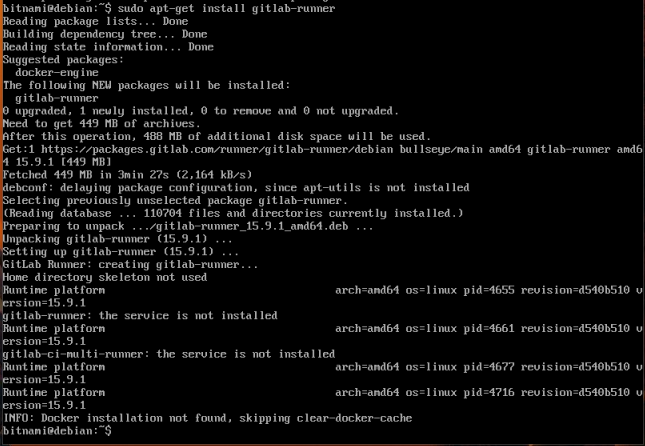 bitnami@debian:~$ sudo apt-get install gitlab-runner
Reading package lists... Done
Building dependency tree... Done
Reading state information... Done
Suggested packages:
  docker-engine
The following NEW packages will be installed:
  gitlab-runner
0 upgraded, 1 newly installed, 0 to remove and 0 not upgraded.
Need to get 449 MB of archives.
After this operation, 488 MB of additional disk space will be used.
Get:1 https://packages.gitlab.com/runner/gitlab-runner/debian bullseye/main amd64 gitlab-runner amd6
4 15.9.1 [449 MB]
Fetched 449 MB in 3min 27s (2,164 kB/s)
debconf: delaying package configuration, since apt-utils is not installed
Selecting previously unselected package gitlab-runner.
(Reading database ... 110704 files and directories currently installed.)
Preparing to unpack .../gitlab-runner_15.9.1_amd64.deb ...
Unpacking gitlab-runner (15.9.1) ...
Setting up gitlab-runner (15.9.1) ...
GitLab Runner: creating gitlab-runner...
Home directory skeleton not used
Runtime platform                                    arch=amd64 os=linux pid=4655 revision=d540b510 v
ersion=15.9.1
gitlab-runner: the service is not installed
Runtime platform                                    arch=amd64 os=linux pid=4661 revision=d540b510 v
ersion=15.9.1
gitlab-ci-multi-runner: the service is not installed
Runtime platform                                    arch=amd64 os=linux pid=4677 revision=d540b510 v
ersion=15.9.1
Runtime platform                                    arch=amd64 os=linux pid=4716 revision=d540b510 v
ersion=15.9.1
INFO: Docker installation not found, skipping clear-docker-cache
bitnami@debian:~$